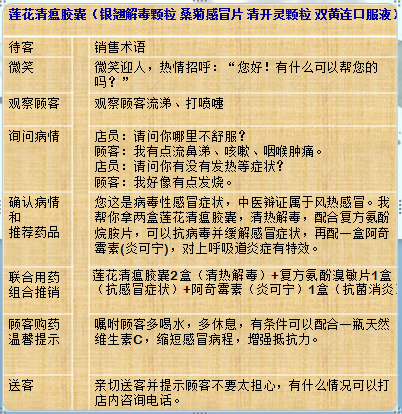 莲花清瘟胶囊（银翘解毒颗粒 桑菊感冒片 清开灵颗粒 双黄连口服液）
待客
销售术语
微笑
微笑迎人，热情招呼：“您好！有什么可以帮您的
吗？”
观察顾客
观察顾客流涕、打喷嚏
询问病情
店员：请问你哪里不舒服？
顾客：我有点流鼻涕、咳嗽、咽喉肿痛。
店员：请问你有没有发热等症状？
顾客：我好像有点发烧。
确认病情
和
推荐药品
您这是病毒性感冒症状，中医辩证属于风热感冒。我
帮你拿两盒莲花清瘟胶囊，清热解毒，配合复方氨酚
烷胺片，可以抗病毒并缓解感冒症状，再配一盒阿奇
霉素(炎可宁)，对上呼吸道炎症有特效。
联合用药
组合推销
莲花清瘟胶囊2盒（清热解毒）+复方氨酚溴敏片1盒
（抗感冒症状）+阿奇霉素（炎可宁）1盒（抗菌消炎
顾客购药
温馨提示
嘱咐顾客多喝水，多休息，有条件可以配合一瓶天然
维生素C，缩短感冒病程，增强抵抗力。
送客
亲切送客并提示顾客不要太担心，有什么情况可以打
店内咨询电话。